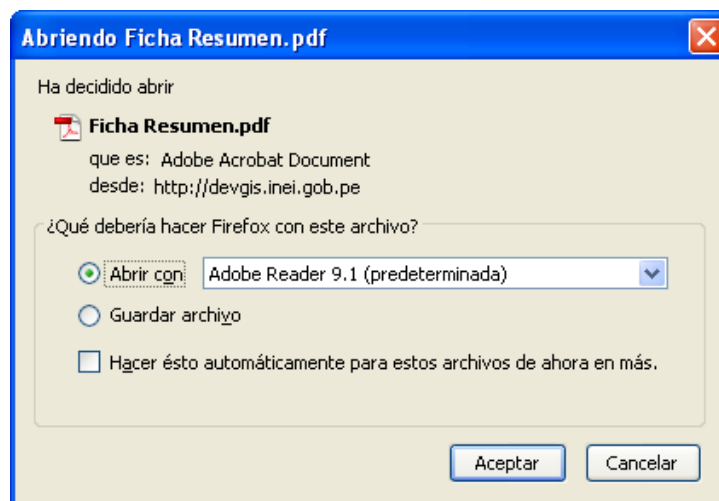 Abriendo Ficha Resumen.pdf
Ha decidido abrir
Ficha Resumen.pdf
que es: Adobe Acrobat Document
desde: http://devgis.inei.gob.pe
¿Qué debería hacer Firefox con este archivo?
Abrir con Adobe Reader 9.1 (predeterminada)
Guardar archivo
Hacer ésto automáticamente para estos archivos de ahora en más.
Aceptar Cancelar